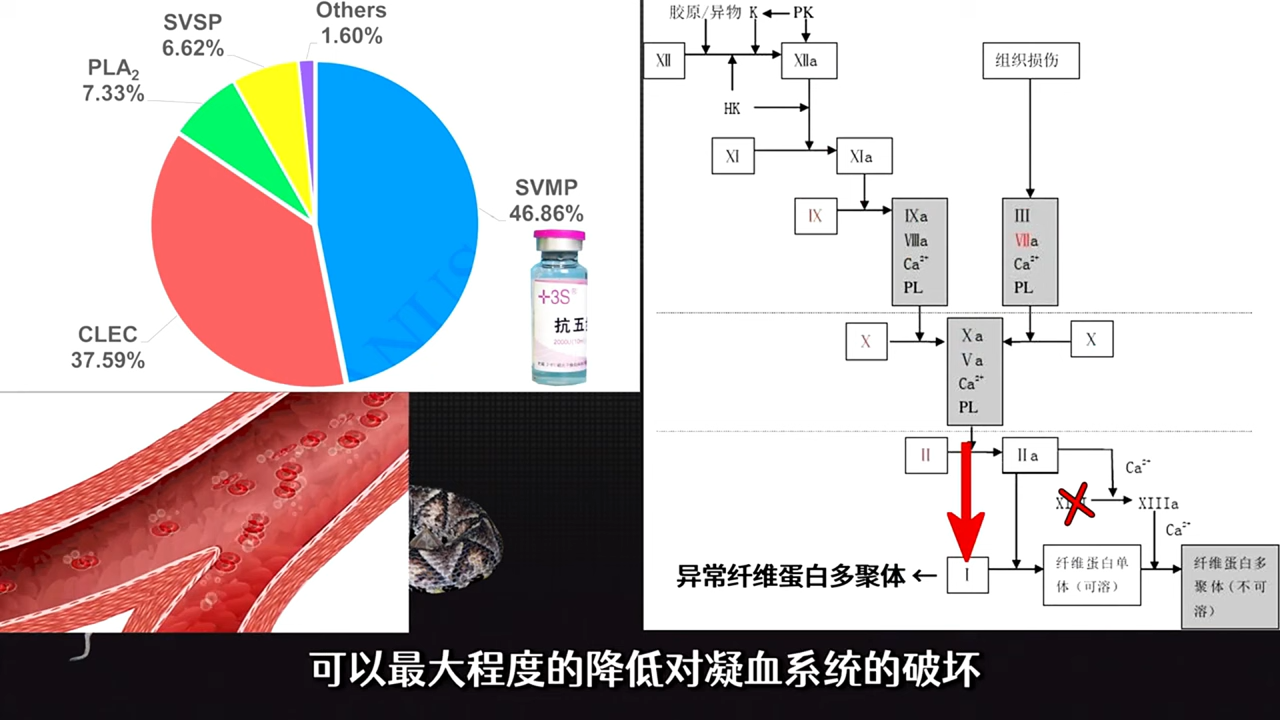 Others
1.60%
SVSP
6.62%
PLA₂
7.33%
SVMP
46.86%
CLEC
37.59%
NUS
+3S®
抗五
胶原/异物 K PK
XII
XIIa
组织损伤
HK
XI
XIa
IX
IXa
VIIIa
Ca²⁺
PL
III
VIIa
Ca²⁺
PL
X
Xa
Va
Ca²⁺
PL
X
II
IIa
Ca²⁺
XIIIa
Ca²⁺
异常纤维蛋白多聚体
I
纤维蛋白单
体（可溶）
纤维蛋白多
聚体(不可
溶）
可以最大程度的降低对凝血系统的破坏